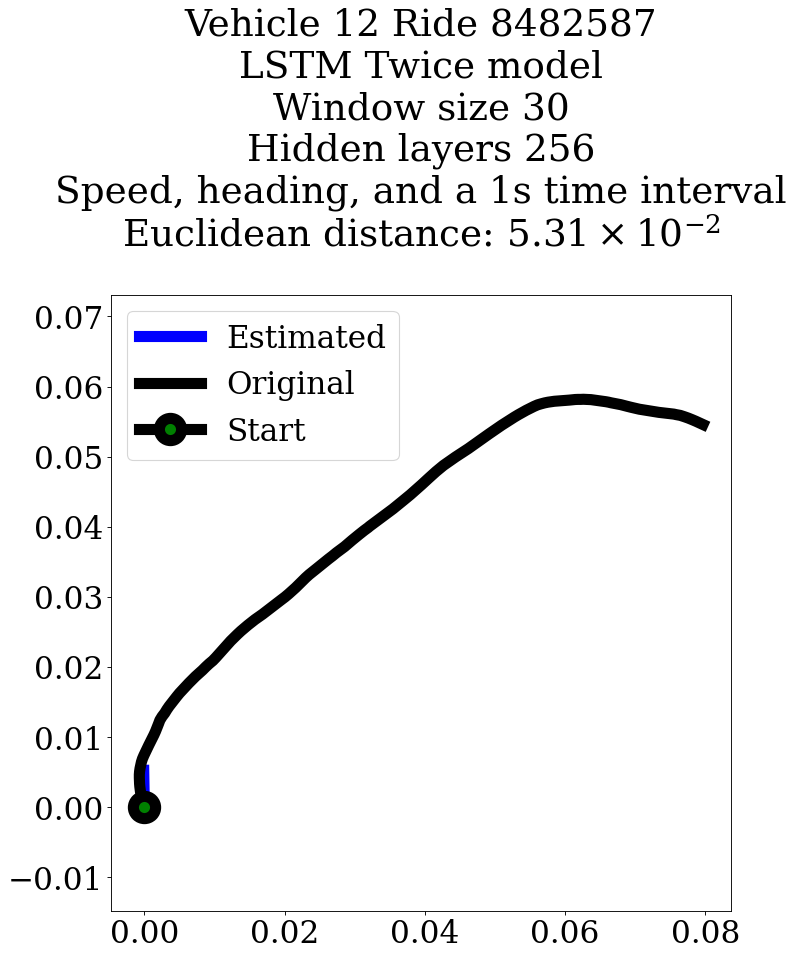 Vehicle 12 Ride 8482587
LSTM Twice model
Window size 30
Hidden layers 256
Speed, heading, and a 1s time interval
Euclidean distance: 5.31 × 10⁻²
0.07
0.06
0.05
0.04
0.03
0.02
0.01
0.00
−0.01
Estimated
Original
Start
0.00 0.02 0.04 0.06 0.08